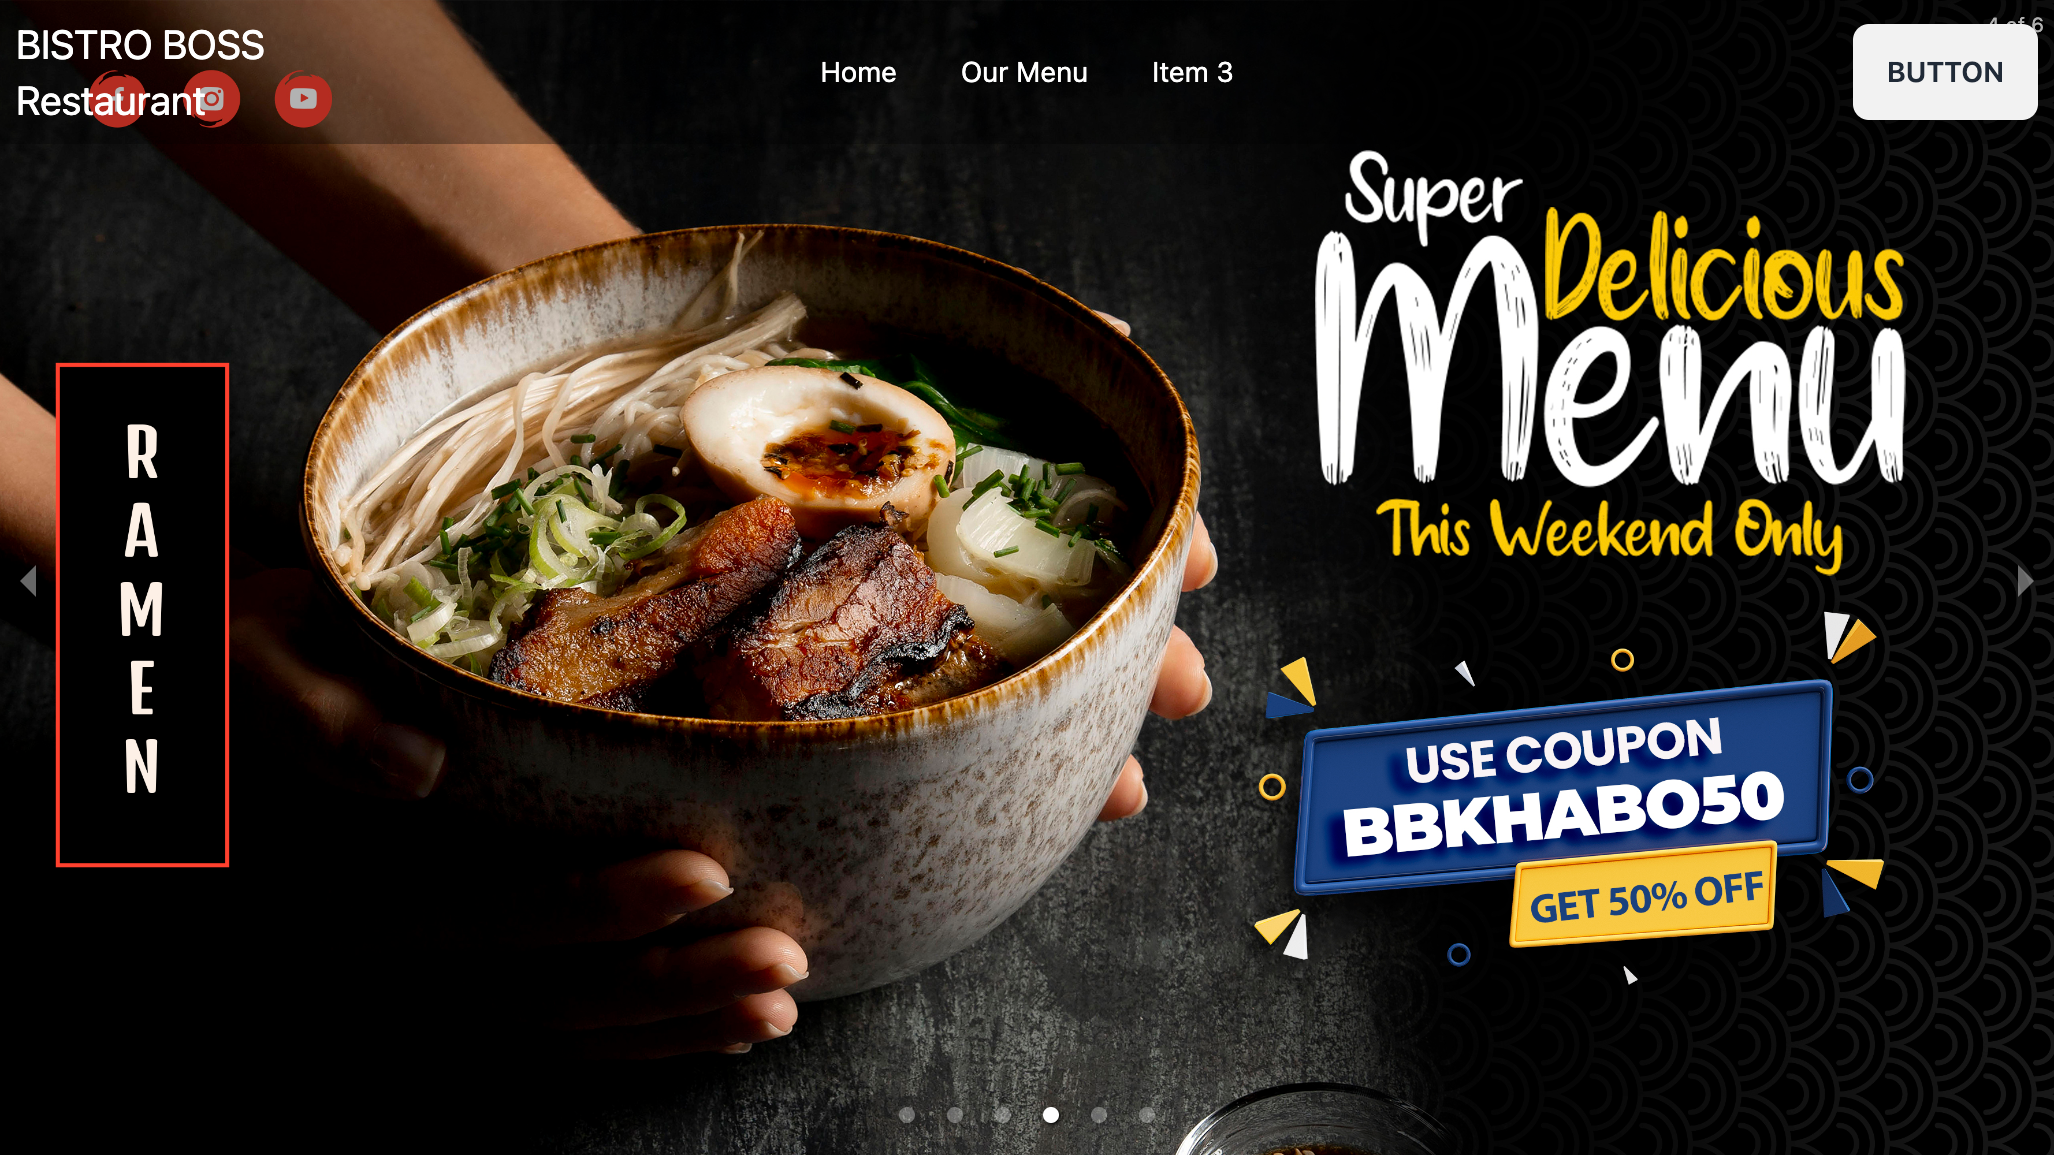 4 of 6
BISTRO BOSS
Restaurant
Home
Our Menu
Item 3
BUTTON
Super
Delicious
Menu
This Weekend Only
R
A
M
E
N
USE COUPON
BBKHABO50
GET 50% OFF